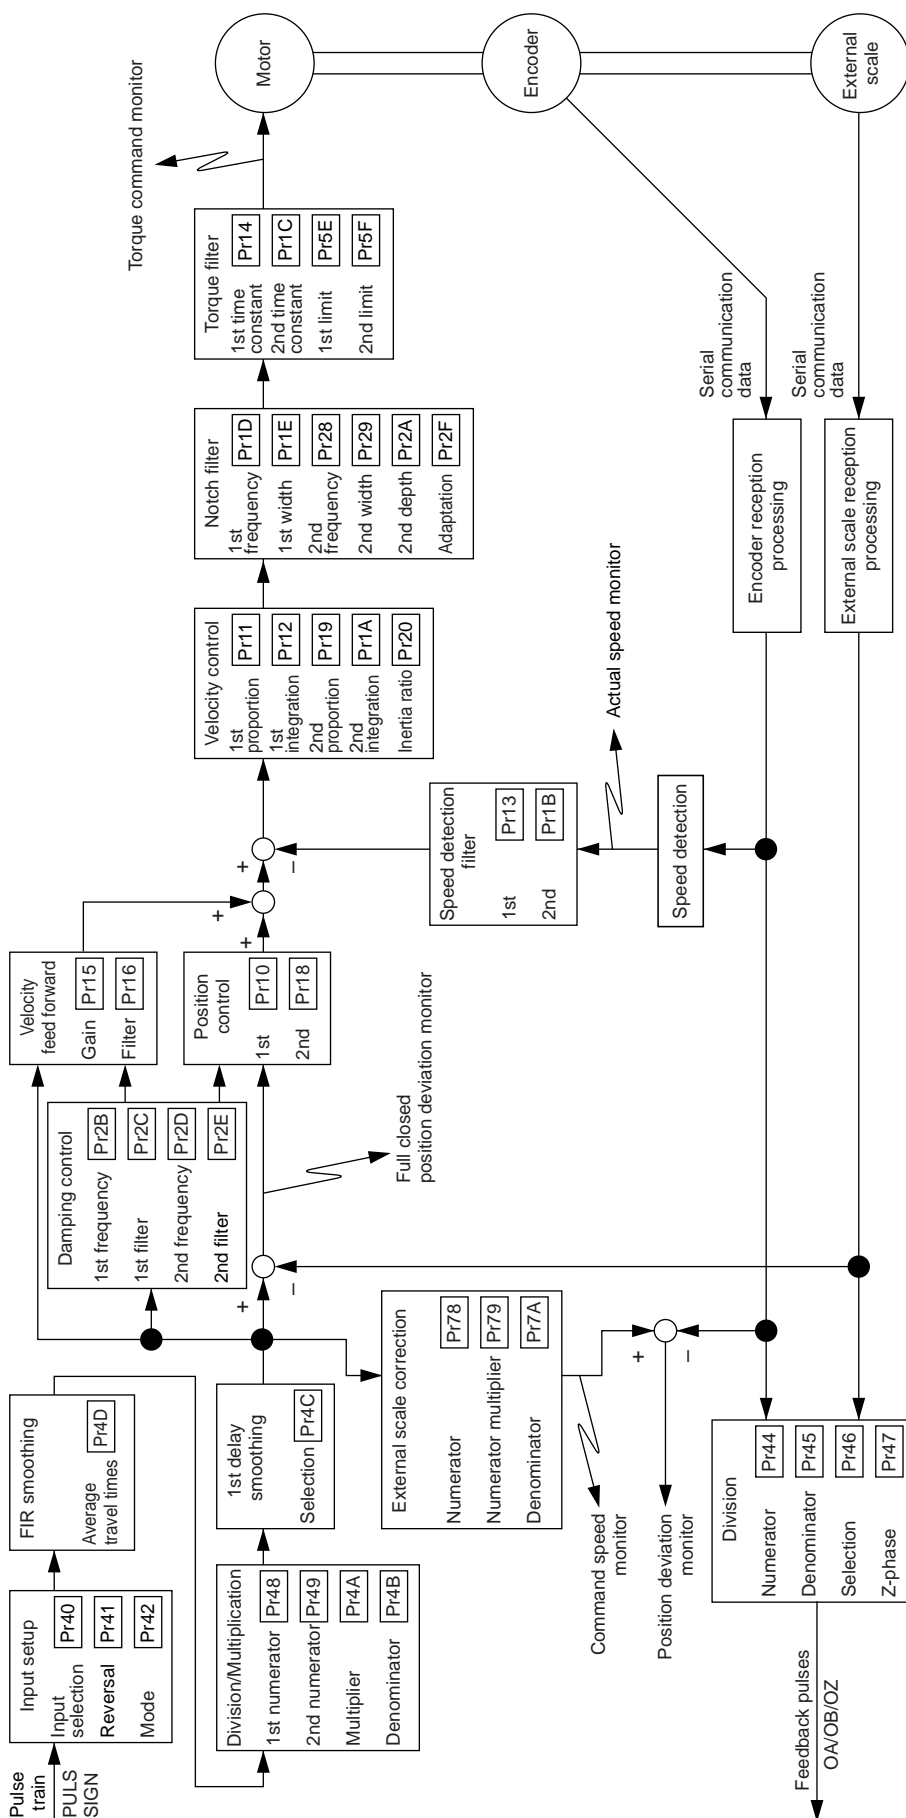 Pulse
train
PULS
SIGN
Input setup
Input
selection
Pr40
Reversal
Pr41
Mode
Pr42
FIR smoothing
Average
travel times
Pr4D
Division/Multiplication
1st numerator
Pr48
2nd numerator
Pr49
Multiplier
Pr4A
Denominator
Pr4B
1st delay
smoothing
Selection
Pr4C
Damping control
1st frequency
Pr2B
1st filter
Pr2C
2nd frequency
Pr2D
2nd filter
Pr2E
Velocity
feed forward
Gain
Pr15
Filter
Pr16
Position
control
1st
Pr10
2nd
Pr18
+
–
+
+
+
–
Full closed
position deviation monitor
Velocity control
1st
proportion
Pr11
1st
integration
Pr12
2nd
proportion
Pr19
2nd
integration
Pr1A
Inertia ratio
Pr20
Notch filter
1st
frequency
Pr1D
1st width
Pr1E
2nd
frequency
Pr28
2nd width
Pr29
2nd depth
Pr2A
Adaptation
Pr2F
Torque filter
1st time
constant
Pr14
2nd time
constant
Pr1C
1st limit
Pr5E
2nd limit
Pr5F
Torque command monitor
Motor
Encoder
External
scale
External scale correction
Numerator
Pr78
Numerator multiplier
Pr79
Denominator
Pr7A
+
–
Command speed
monitor
Position deviation
monitor
Speed detection
filter
1st
Pr13
2nd
Pr1B
Actual speed monitor
Speed detection
Serial
communication
data
Encoder reception
processing
Serial
communication
data
External scale reception
processing
Division
Numerator
Pr44
Denominator
Pr45
Selection
Pr46
Z-phase
Pr47
Feedback pulses
OA/OB/OZ